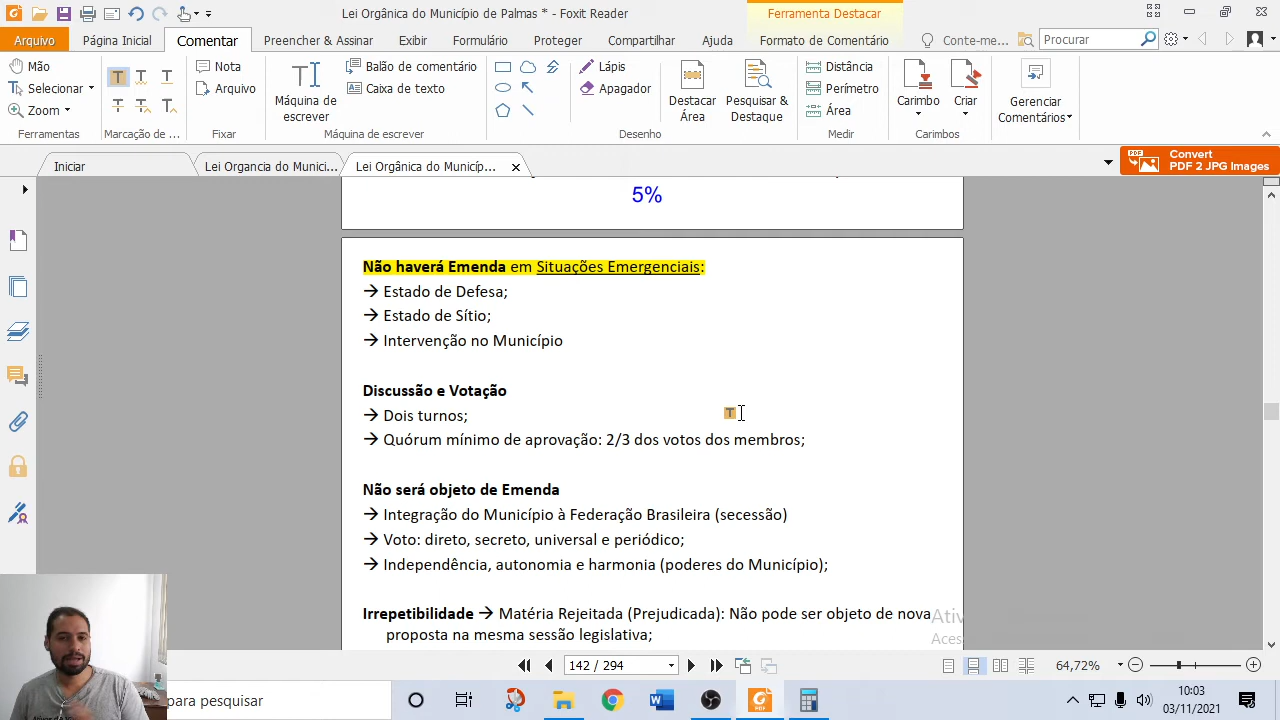 Lei Orgânica do Município de Palmas * - Foxit Reader
Ferramenta Destacar
Arquivo
Página Inicial
Comentar
Preencher & Assinar
Exibir
Formulário
Proteger
Compartilhar
Ajuda
Formato de Comentário
Conte-me...
Procurar
Mão
Selecionar
Zoom
Ferramentas
Marcação de ...
Nota
Arquivo
Fixar
Máquina de
escrever
Balão de comentário
Caixa de texto
Máquina de escrever
Lápis
Apagador
Desenho
Destacar
Área
Pesquisar &
Destaque
Distância
Perímetro
Área
Medir
Carimbo
Criar
Carimbos
Gerenciar
Comentários
Iniciar
Lei Organcia do Munici...
Lei Orgânica do Municíp...
Convert
PDF 2 JPG Images
5%
Não haverá Emenda em Situações Emergenciais:
→ Estado de Defesa;
→ Estado de Sítio;
→ Intervenção no Município
Discussão e Votação
→ Dois turnos;
→ Quórum mínimo de aprovação: 2/3 dos votos dos membros;
Não será objeto de Emenda
→ Integração do Município à Federação Brasileira (secessão)
→ Voto: direto, secreto, universal e periódico;
→ Independência, autonomia e harmonia (poderes do Município);
Irrepetibilidade → Matéria Rejeitada (Prejudicada): Não pode ser objeto de nova
proposta na mesma sessão legislativa;
Ativ
Aces
142 / 294
64,72%
para pesquisar
10:03
03/11/2021